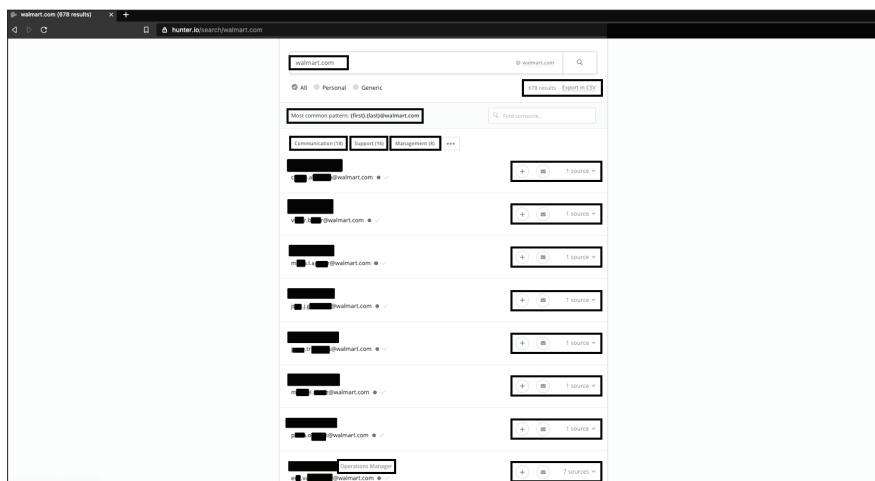 walmart.com (678 results) × +
hunter.io/search/walmart.com
walmart.com walmart.com
All Personal Generic 678 results Export in CSV
Most common pattern: {first}.{last}@walmart.com Find someone...
Communication (18) Support (16) Management (8) •••
1 source
@walmart.com
1 source
@walmart.com
1 source
@walmart.com
1 source
@walmart.com
1 source
@walmart.com
1 source
@walmart.com
1 source
@walmart.com
Operations Manager 7 sources
@walmart.com